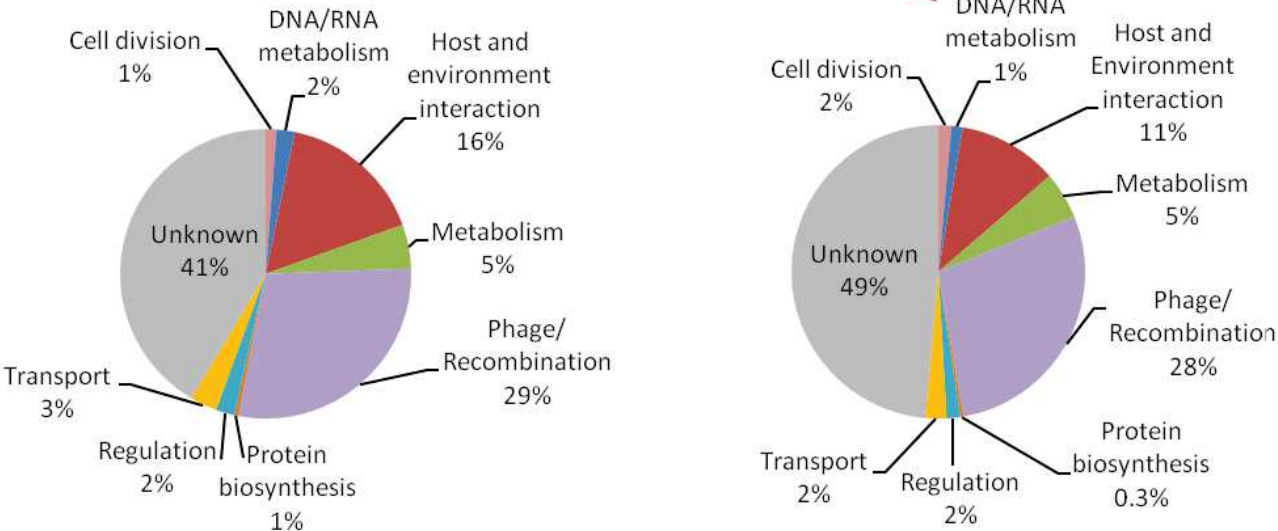 DNA/RNA
metabolism
2%
Cell division
1%
Host and
environment
interaction
16%
Metabolism
5%
Unknown
41%
Phage/
Recombination
29%
Transport
3%
Regulation
2%
Protein
biosynthesis
1%
DNA/RNA
metabolism
1%
Cell division
2%
Host and
Environment
interaction
11%
Metabolism
5%
Unknown
49%
Phage/
Recombination
28%
Protein
biosynthesis
0.3%
Transport
2%
Regulation
2%